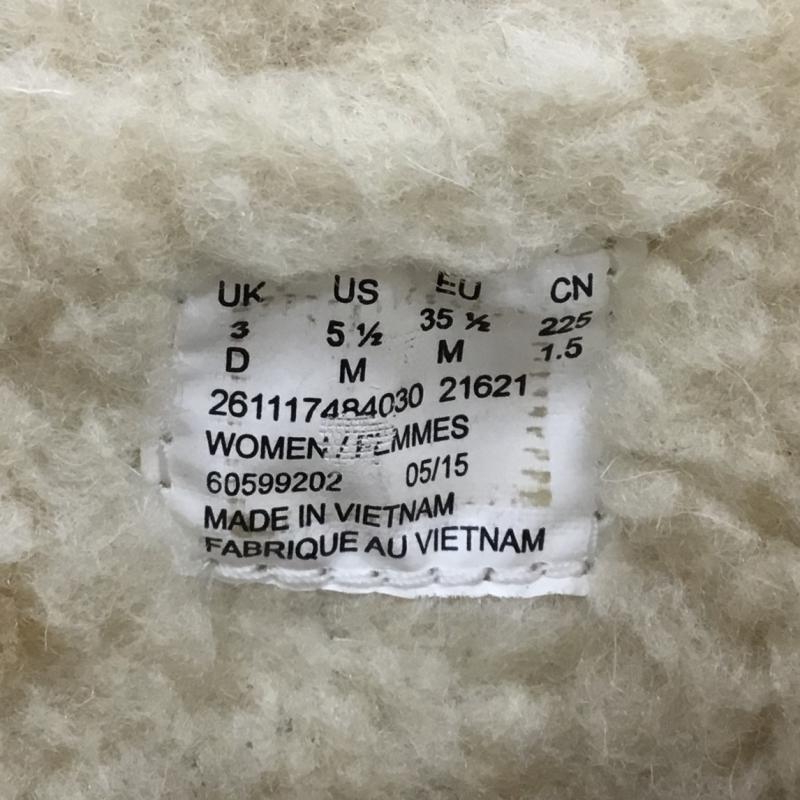 UK US EU CN
3 5 ½ 35 ½ 225
D M M 1.5
261117484030 21621
WOMEN / FEMMES
60599202 05/15
MADE IN VIETNAM
FABRIQUE AU VIETNAM